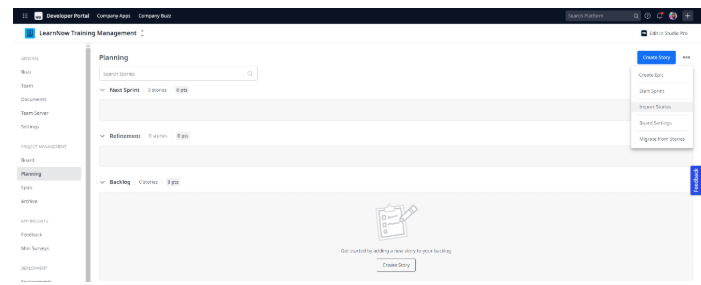 Developer Portal Company Apps Company Buzz Search Platform
LearnNow Training Management Edit in Studio Pro
GENERAL
Buzz
Team
Documents
Team Server
Settings
PROJECT MANAGEMENT
Board
Planning
Epics
Archive
APP INSIGHTS
Feedback
Mini Surveys
DEPLOYMENT
Planning
Create Story
Search Stories
Next Sprint 0 stories 0 pts
Refinement 0 stories 0 pts
Backlog 0 stories 0 pts
Get started by adding a new story to your backlog
Create Story
Create Epic
Start Sprint
Import Stories
Board Settings
Migrate from Stories
Feedback